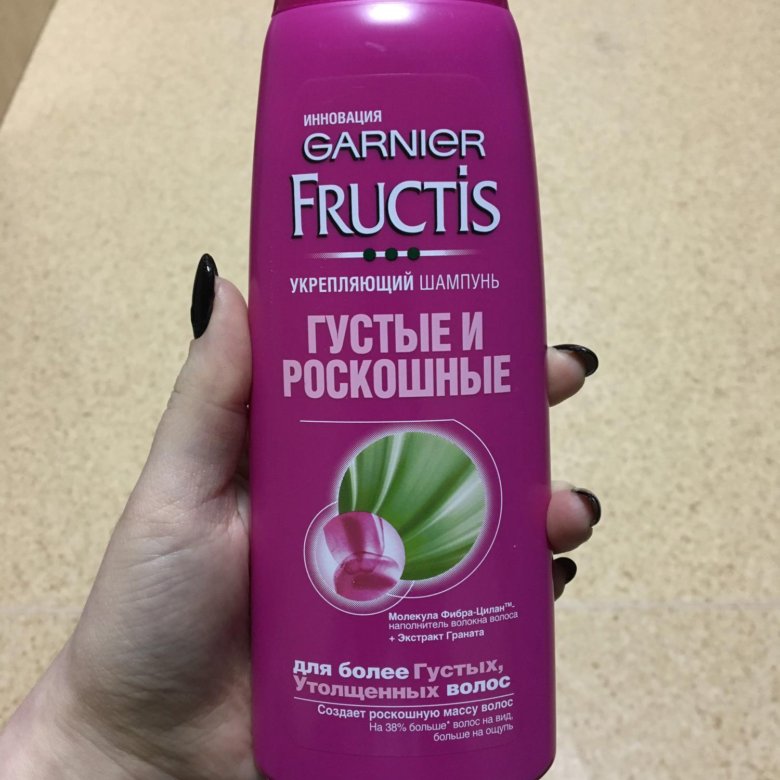 ИННОВАЦИЯ
GARNIER
FRUCTIS
УКРЕПЛЯЮЩИЙ ШАМПУНЬ
ГУСТЫЕ И
РОСКОШНЫЕ
Молекула Фибра-Цилан™-
наполнитель волокна волоса
+ Экстракт Граната
для более Густых,
Утолщенных волос
Создает роскошную массу волос
На 38% больше* волос на вид,
больше на ощупь